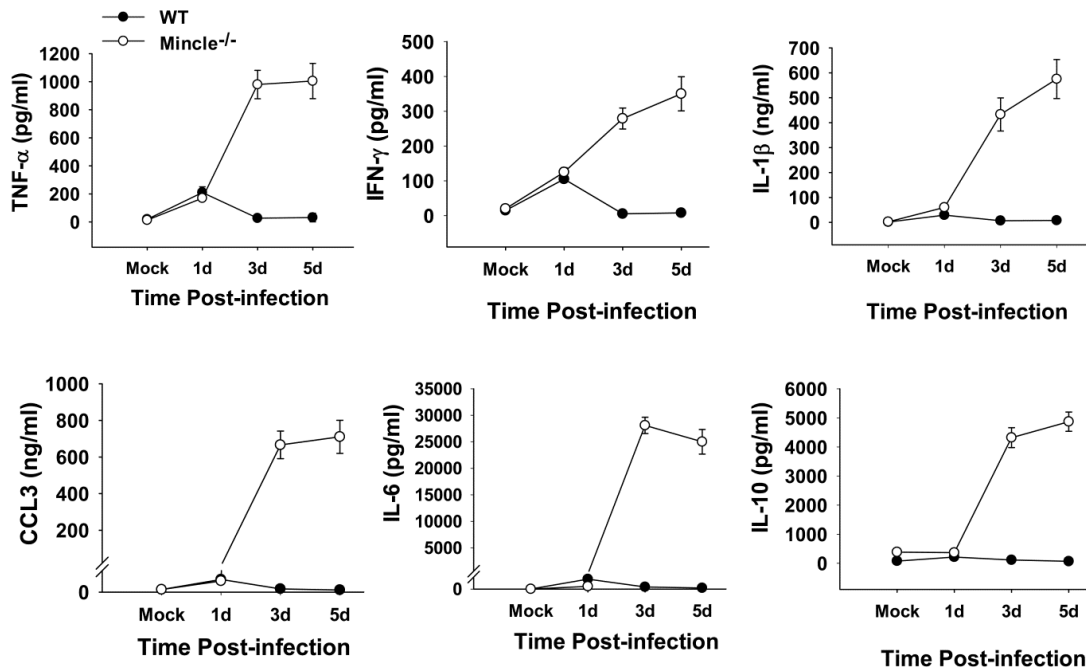 WT
Mincle-/-
TNF-α (pg/ml)
1200
1000
800
600
400
200
0
Mock 1d 3d 5d
Time Post-infection
IFN-γ (pg/ml)
500
400
300
200
100
0
Mock 1d 3d 5d
Time Post-infection
IL-1β (ng/ml)
700
600
500
400
300
200
100
0
Mock 1d 3d 5d
Time Post-infection
CCL3 (ng/ml)
1000
800
600
400
0
Mock 1d 3d 5d
Time Post-infection
IL-6 (pg/ml)
35000
30000
25000
20000
15000
10000
5000
0
Mock 1d 3d 5d
Time Post-infection
IL-10 (pg/ml)
6000
5000
4000
3000
2000
1000
0
Mock 1d 3d 5d
Time Post-infection